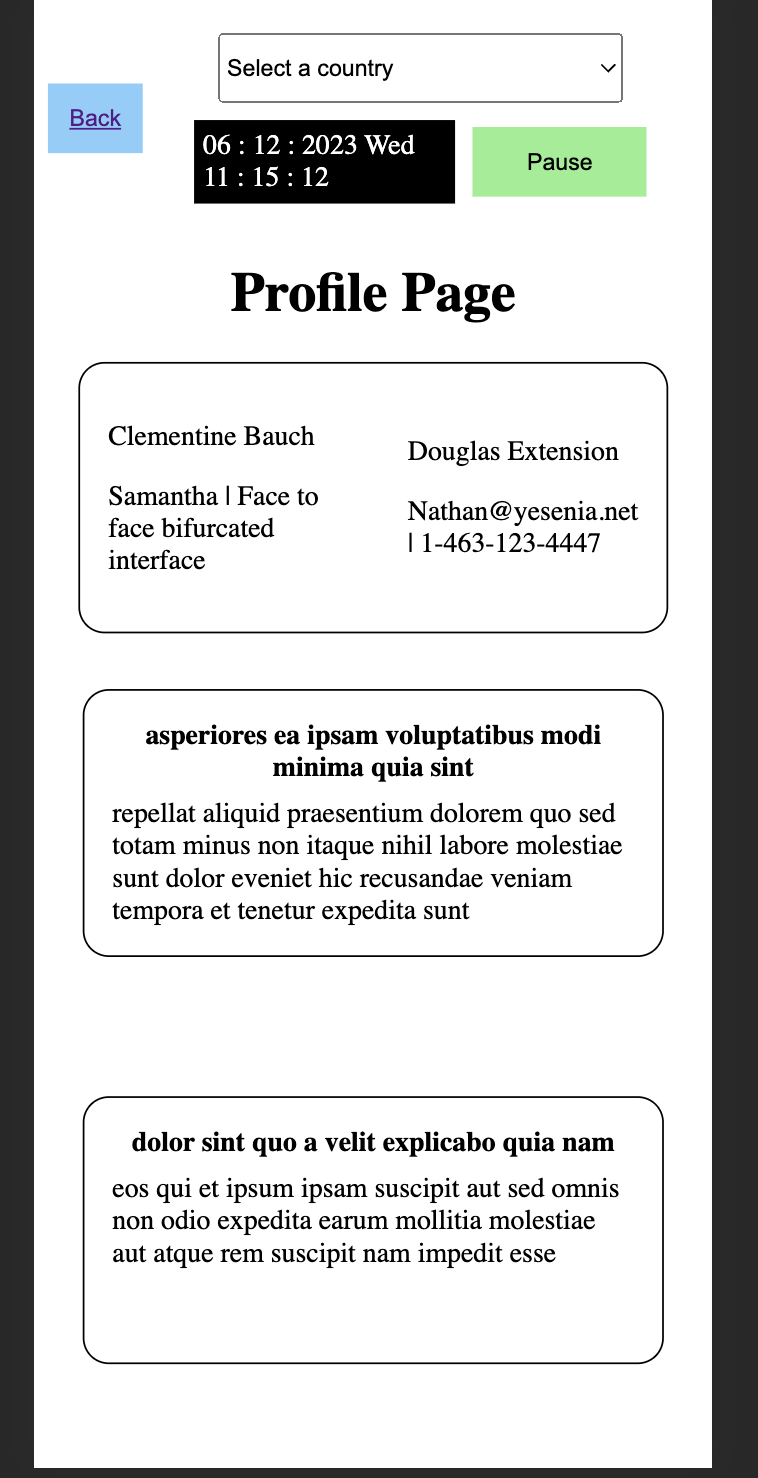 Select a country
Back
06 : 12 : 2023 Wed
11 : 15 : 12
Pause
Profile Page
Clementine Bauch
Samantha | Face to
face bifurcated
interface
Douglas Extension
Nathan@yesenia.net
| 1-463-123-4447
asperiores ea ipsam voluptatibus modi
minima quia sint
repellat aliquid praesentium dolorem quo sed
totam minus non itaque nihil labore molestiae
sunt dolor eveniet hic recusandae veniam
tempora et tenetur expedita sunt
dolor sint quo a velit explicabo quia nam
eos qui et ipsum ipsam suscipit aut sed omnis
non odio expedita earum mollitia molestiae
aut atque rem suscipit nam impedit esse